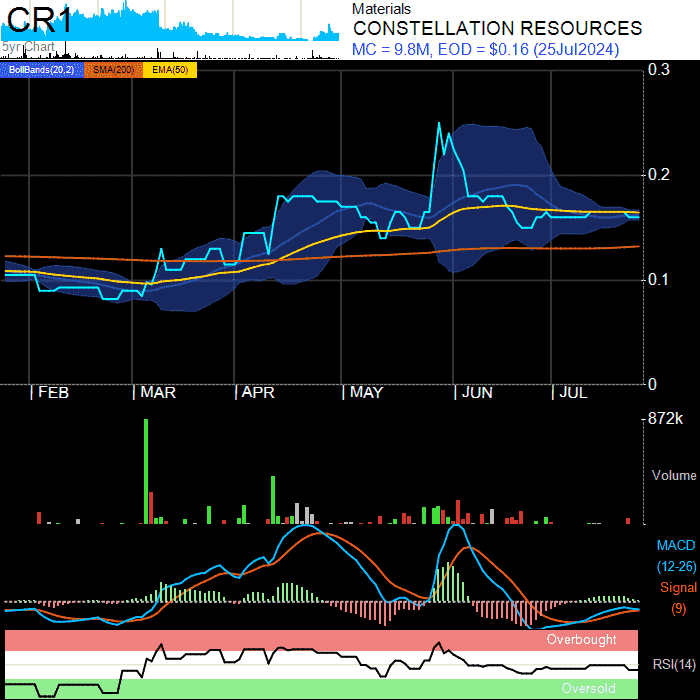 CR1
5yr Chart
Materials
CONSTELLATION RESOURCES
MC = 9.8M, EOD = $0.16 (25Jul2024)
BollBands(20,2) SMA(200) EMA(50)
0.3
0.2
0.1
0
FEB MAR APR MAY JUN JUL
872k
Volume
MACD
(12-26)
Signal
(9)
Overbought
RSI(14)
Oversold